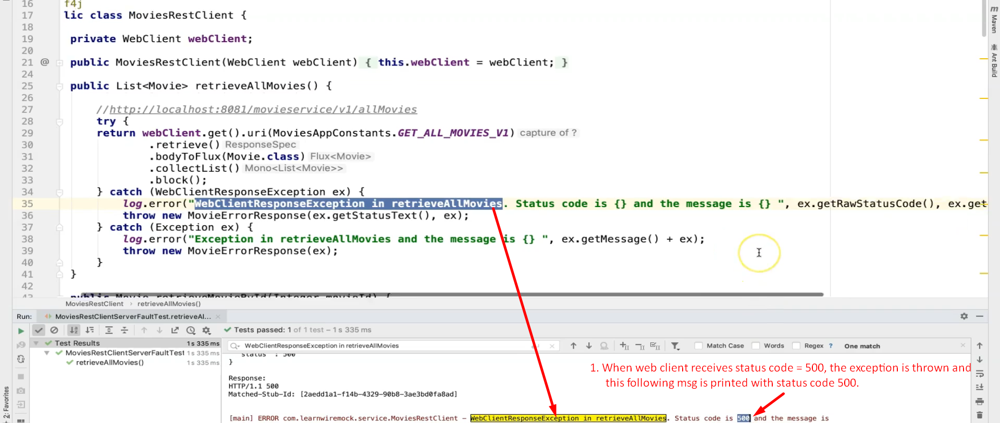 16 f4j
17 lic class MoviesRestClient {
18
19 private WebClient webClient;
20
21 @ public MoviesRestClient(WebClient webClient) { this.webClient = webClient; }
24
25 public List<Movie> retrieveAllMovies() {
26
27 //http://localhost:8081/movieservice/v1/allMovies
28 try {
29 return webClient.get().uri(MoviesAppConstants.GET_ALL_MOVIES_V1) capture of ?
30 .retrieve() ResponseSpec
31 .bodyToFlux(Movie.class) Flux<Movie>
32 .collectList() Mono<List<Movie>>
33 .block();
34 } catch (WebClientResponseException ex) {
35 log.error("WebClientResponseException in retrieveAllMovies. Status code is {} and the message is {} ", ex.getRawStatusCode(), ex.get
36 throw new MovieErrorResponse(ex.getStatusText(), ex);
37 } catch (Exception ex) {
38 log.error("Exception in retrieveAllMovies and the message is {} ", ex.getMessage() + ex);
39 throw new MovieErrorResponse(ex);
40 }
41 }
42
43 public Movie retrieveMovieById(Integer movieId) {
m Maven
Ant Build
MoviesRestClient › retrieveAllMovies()
Run: MoviesRestClientServerFaultTest.retrieveAl... ×
Tests passed: 1 of 1 test – 1 s 335 ms
Test Results 1 s 335 ms
MoviesRestClientServerFaultTest 1 s 335 ms
retrieveAllMovies() 1 s 335 ms
WebClientResponseException in retrieveAllMovies
Match Case Words Regex ? One match
status : 500
}
Response:
HTTP/1.1 500
Matched-Stub-Id: [2aedd1a1-f14b-4329-90b8-3ae3bd0fa8ad]
1. When web client receives status code = 500, the exception is thrown and
this following msg is printed with status code 500.
[main] ERROR com.learnwiremock.service.MoviesRestClient – WebClientResponseException in retrieveAllMovies. Status code is 500 and the message is
2: Favorites